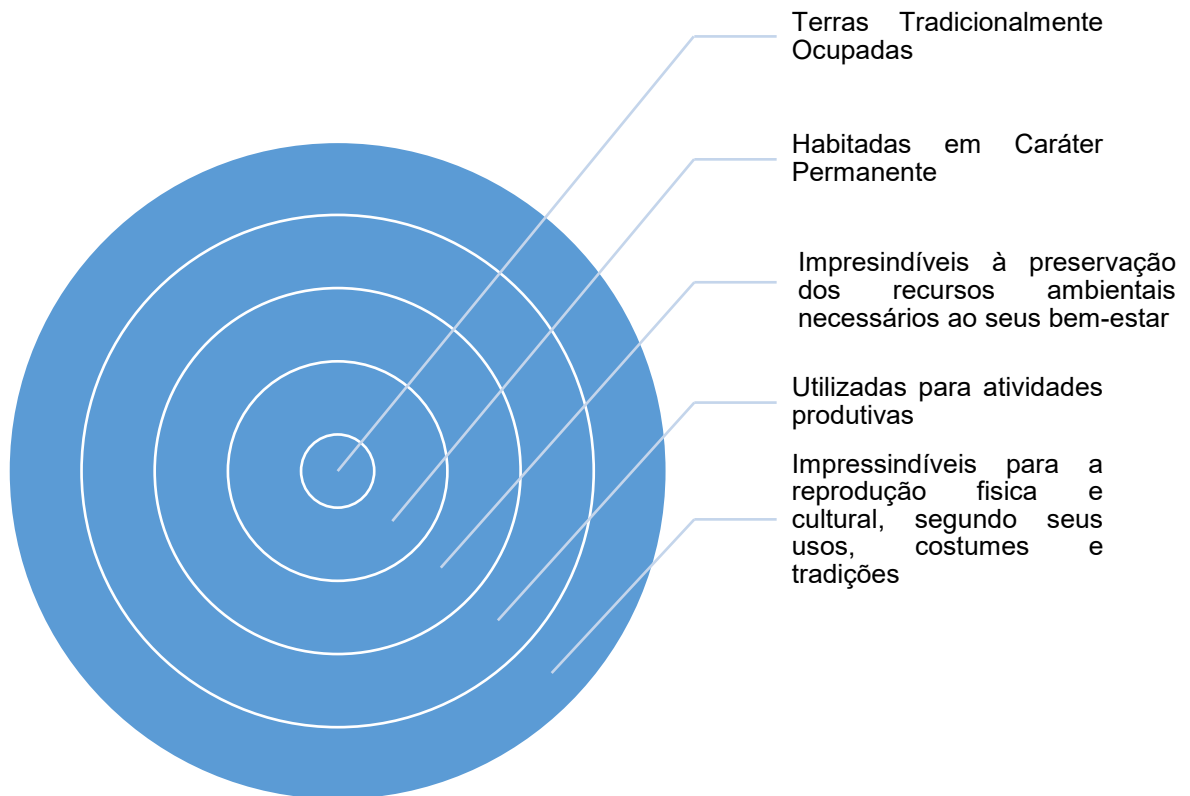 Terras Tradicionalmente
Ocupadas
Habitadas em Caráter
Permanente
Impresindíveis à preservação
dos recursos ambientais
necessários ao seus bem-estar
Utilizadas para atividades
produtivas
Impressindíveis para a
reprodução fisica e
cultural, segundo seus
usos, costumes e
tradições